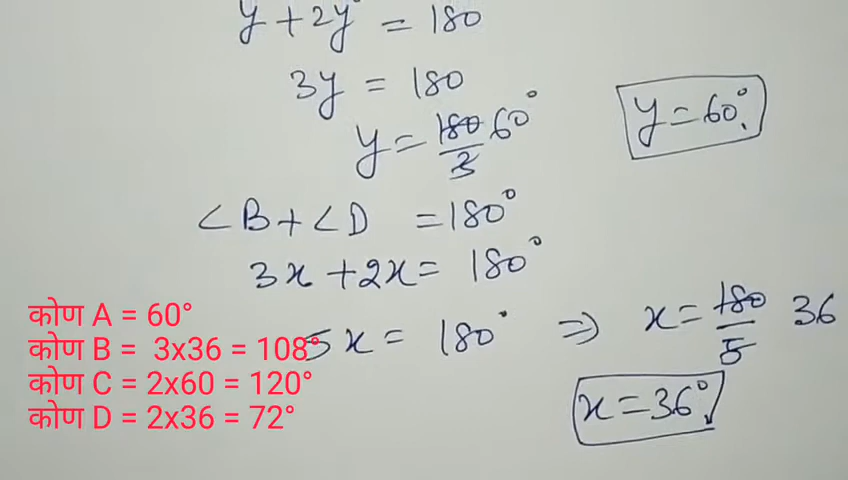 y + 2y° = 180
3y = 180
y = 180/3 60°
y = 60°.
∠B + ∠D = 180°
3x + 2x = 180°
5x = 180° ⇒ x = 180/5 36
x = 36°
कोण A = 60°
कोण B = 3x36 = 108°
कोण C = 2x60 = 120°
कोण D = 2x36 = 72°